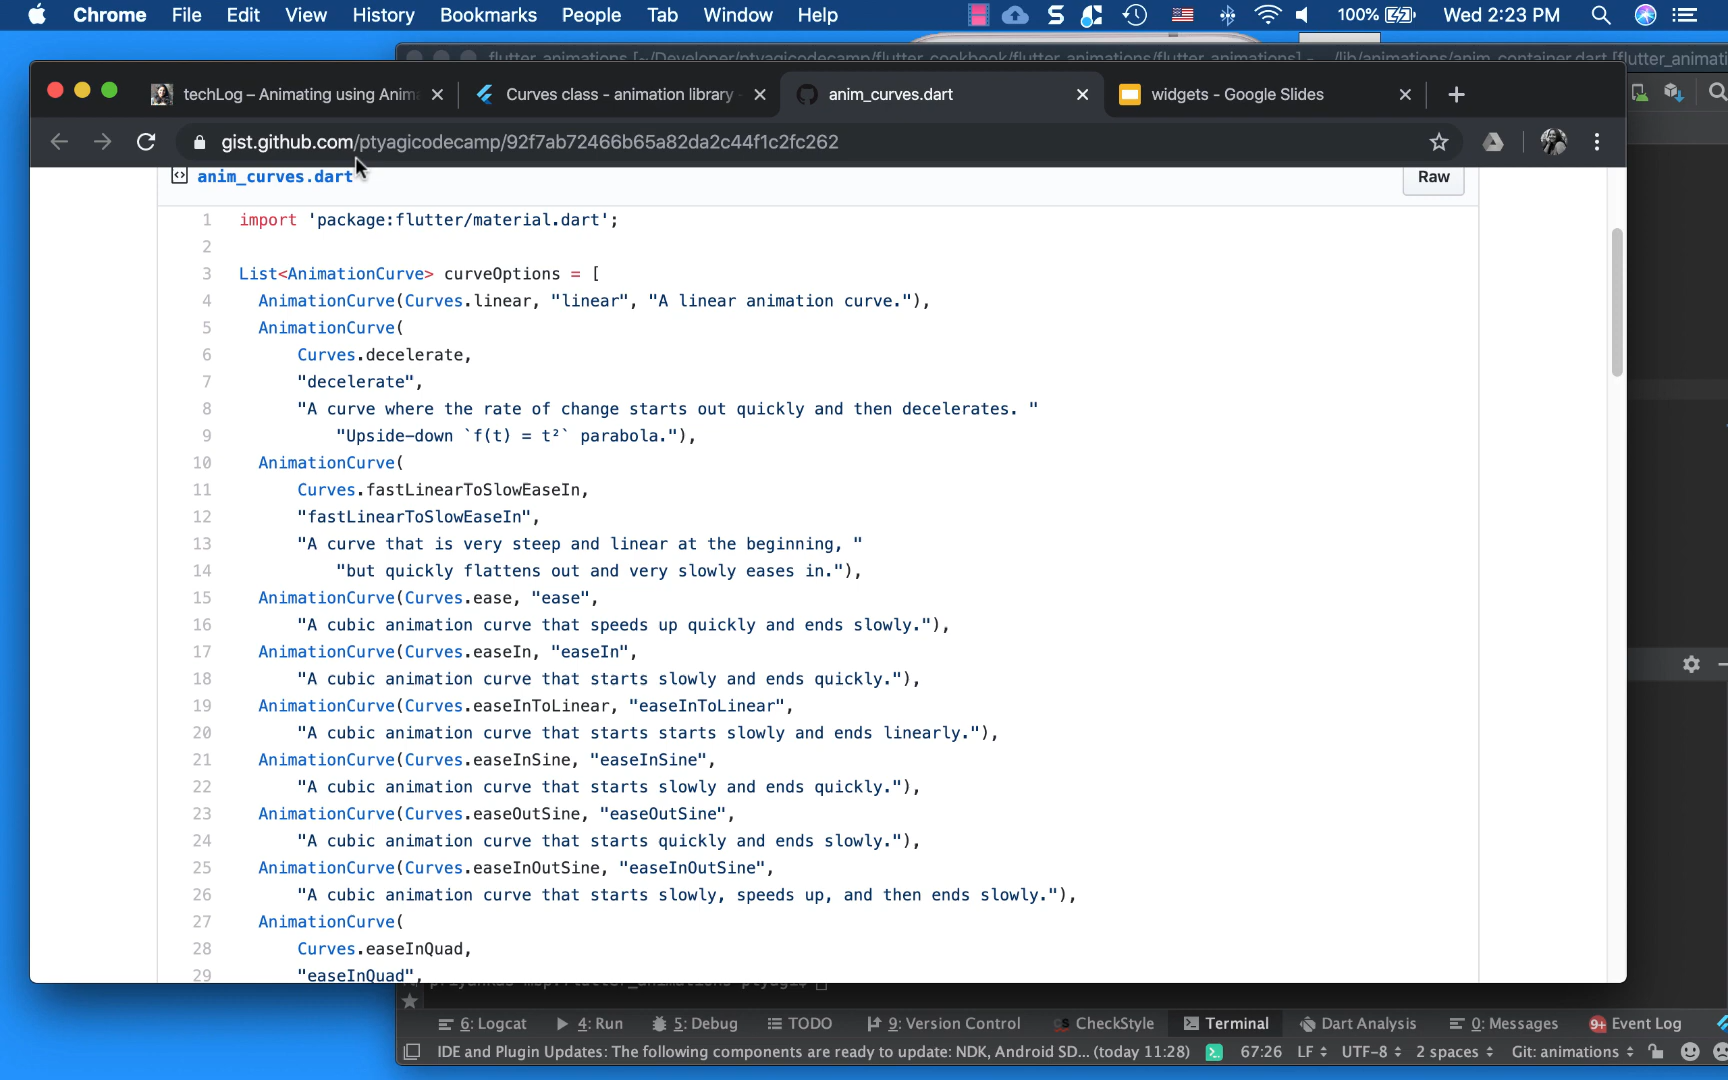 Chrome File Edit View History Bookmarks People Tab Window Help 100% Wed 2:23 PM
flutter_animations [~/Developer/ptyagicodecamp/flutter_cookbook/flutter_animations/flutter_animations] - .../lib/animations/anim_container.dart [flutter_animati
techLog – Animating using Anim
Curves class - animation library
anim_curves.dart
widgets - Google Slides
gist.github.com/ptyagicodecamp/92f7ab72466b65a82da2c44f1c2fc262
anim_curves.dart
Raw
1 import 'package:flutter/material.dart';
2
3 List<AnimationCurve> curveOptions = [
4 AnimationCurve(Curves.linear, "linear", "A linear animation curve."),
5 AnimationCurve(
6 Curves.decelerate,
7 "decelerate",
8 "A curve where the rate of change starts out quickly and then decelerates. "
9 "Upside-down `f(t) = t²` parabola."),
10 AnimationCurve(
11 Curves.fastLinearToSlowEaseIn,
12 "fastLinearToSlowEaseIn",
13 "A curve that is very steep and linear at the beginning, "
14 "but quickly flattens out and very slowly eases in."),
15 AnimationCurve(Curves.ease, "ease",
16 "A cubic animation curve that speeds up quickly and ends slowly."),
17 AnimationCurve(Curves.easeIn, "easeIn",
18 "A cubic animation curve that starts slowly and ends quickly."),
19 AnimationCurve(Curves.easeInToLinear, "easeInToLinear",
20 "A cubic animation curve that starts starts slowly and ends linearly."),
21 AnimationCurve(Curves.easeInSine, "easeInSine",
22 "A cubic animation curve that starts slowly and ends quickly."),
23 AnimationCurve(Curves.easeOutSine, "easeOutSine",
24 "A cubic animation curve that starts quickly and ends slowly."),
25 AnimationCurve(Curves.easeInOutSine, "easeInOutSine",
26 "A cubic animation curve that starts slowly, speeds up, and then ends slowly."),
27 AnimationCurve(
28 Curves.easeInQuad,
29 "easeInQuad",
6: Logcat 4: Run 5: Debug TODO 9: Version Control CheckStyle Terminal Dart Analysis 0: Messages 9+ Event Log
IDE and Plugin Updates: The following components are ready to update: NDK, Android SD... (today 11:28) 67:26 LF UTF-8 2 spaces Git: animations